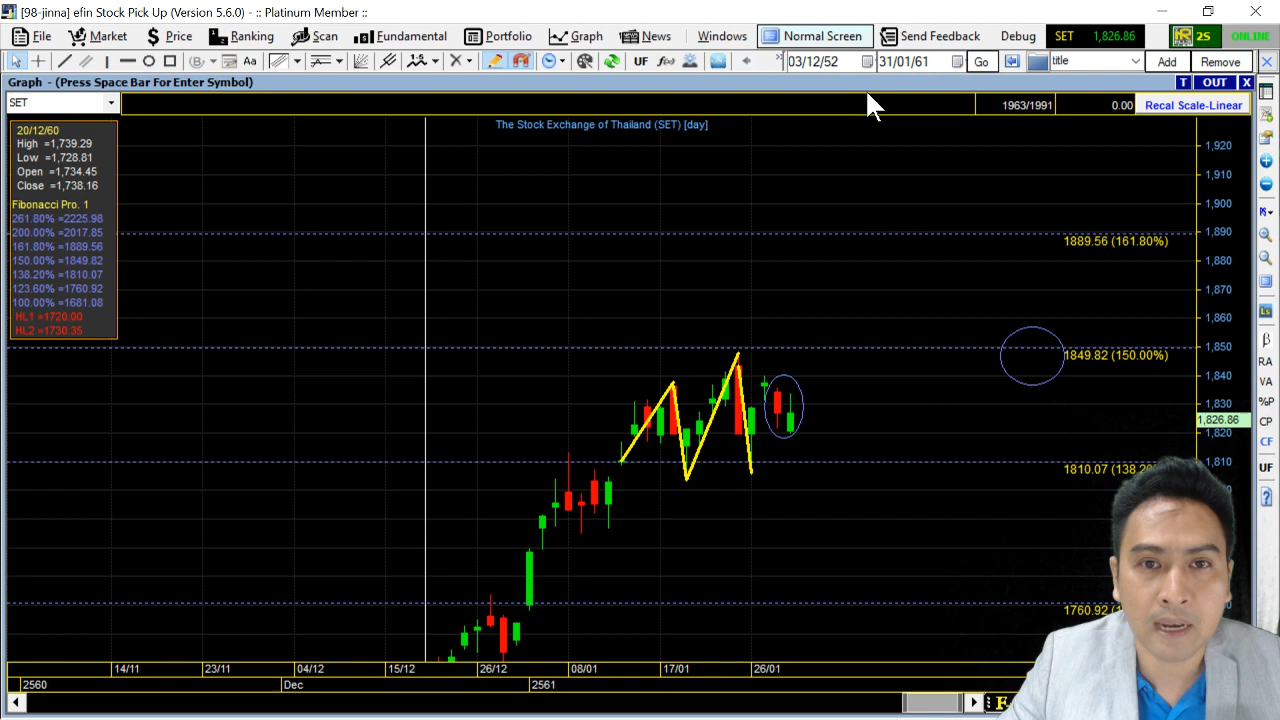 [98-jinna] efin Stock Pick Up (Version 5.6.0) - :: Platinum Member ::
File Market Price Ranking Scan Fundamental Portfolio Graph News Windows Normal Screen Send Feedback Debug SET 1,826.86 2S ONLINE
Aa UF f(x) 03/12/52 31/01/61 Go title Add Remove
Graph - (Press Space Bar For Enter Symbol) T OUT X
SET 1963/1991 0.00 Recal Scale-Linear
The Stock Exchange of Thailand (SET) [day]
20/12/60
High =1,739.29
Low =1,728.81
Open =1,734.45
Close =1,738.16
Fibonacci Pro. 1
261.80% =2225.98
200.00% =2017.85
161.80% =1889.56
150.00% =1849.82
138.20% =1810.07
123.60% =1760.92
100.00% =1681.08
HL1 =1720.00
HL2 =1730.35
1,920
1,910
1,900
1,890
1889.56 (161.80%)
1,880
1,870
1,860
1,850
1849.82 (150.00%)
1,840
1,830
1,826.86
1,820
1,810
1810.07 (138.20
1760.92
Ls
β
RA
VA
%P
CP
CF
UF
?
14/11 23/11 04/12 15/12 26/12 08/01 17/01 26/01
2560 Dec 2561